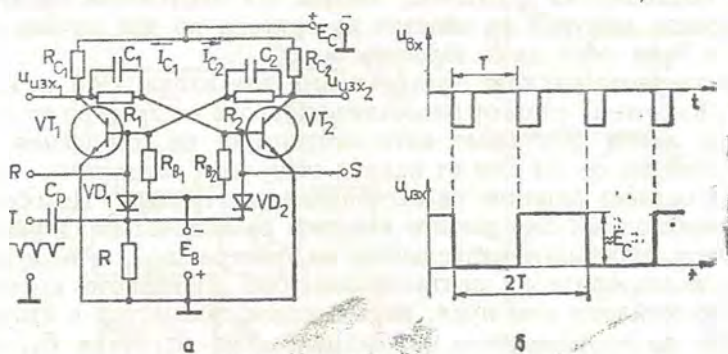 + E_C −
R_C1
C_1
I_C1
I_C2
C_2
R_C2
u_изх1
R_1
R_2
u_изх2
VT_1
VT_2
R
R_B1
R_B2
S
C_p
VD_1
VD_2
T
−
E_B
+
R
а
u_вх
T
t
u_изх
≈E_C
t
2T
б